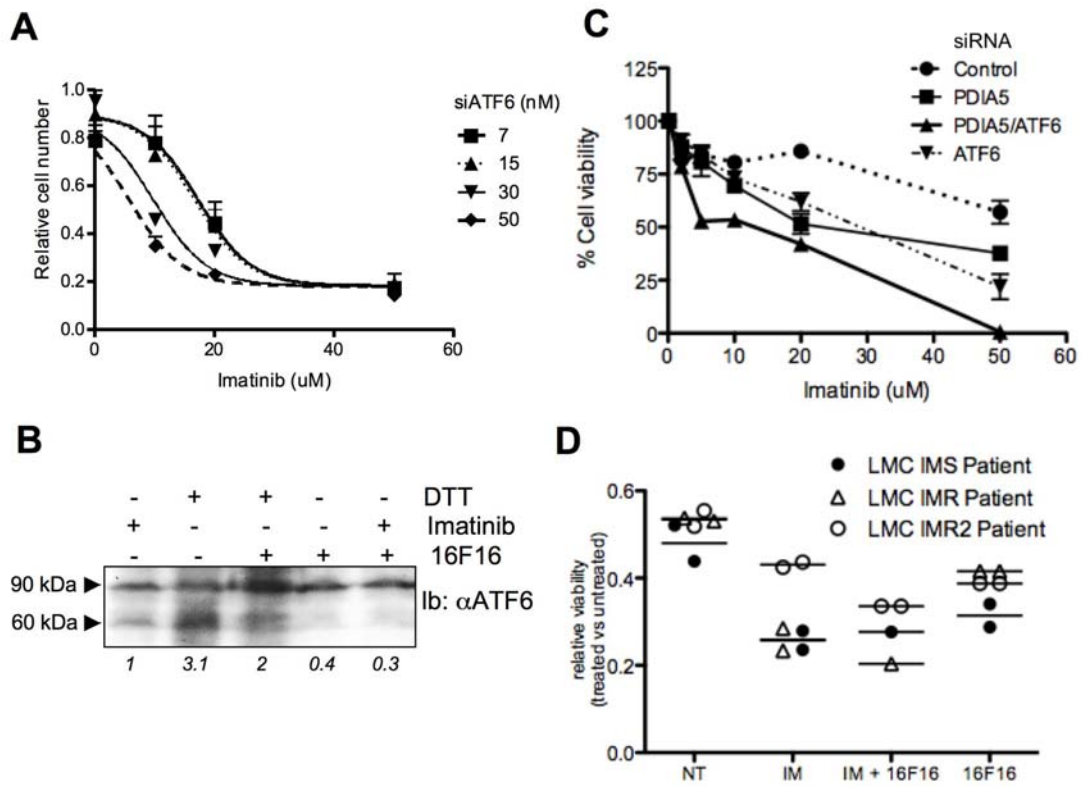 A
Relative cell number
1.0
0.8
0.6
0.4
0.2
0.0
0
20
40
60
Imatinib (uM)
siATF6 (nM)
7
15
30
50
C
% Cell viability
125
100
75
50
25
0
0
10
20
30
40
50
60
Imatinib (uM)
siRNA
Control
PDIA5
PDIA5/ATF6
ATF6
B
- + + - - DTT
+ - - - + Imatinib
- - + + + 16F16
90 kDa
60 kDa
Ib: αATF6
1 3.1 2 0.4 0.3
D
LMC IMS Patient
LMC IMR Patient
LMC IMR2 Patient
relative viability
(treated vs untreated)
0.6
0.4
0.2
0.0
NT IM IM + 16F16 16F16